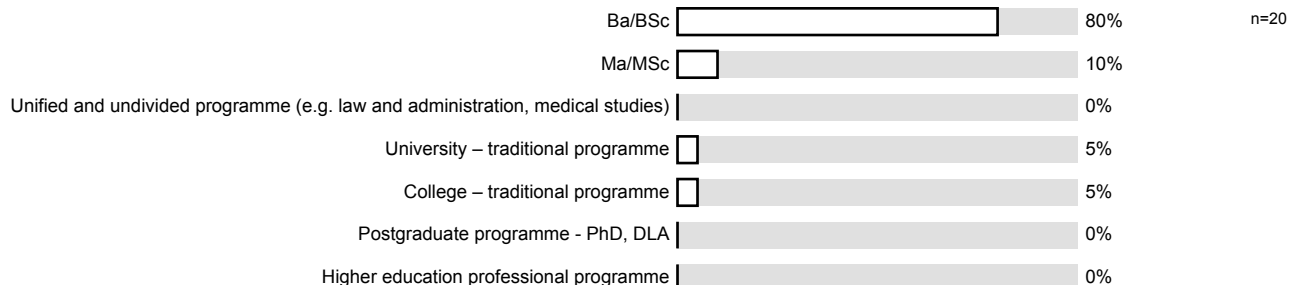 Ba/BSc 80% n=20
Ma/MSc 10%
Unified and undivided programme (e.g. law and administration, medical studies) 0%
University – traditional programme 5%
College – traditional programme 5%
Postgraduate programme - PhD, DLA 0%
Higher education professional programme 0%